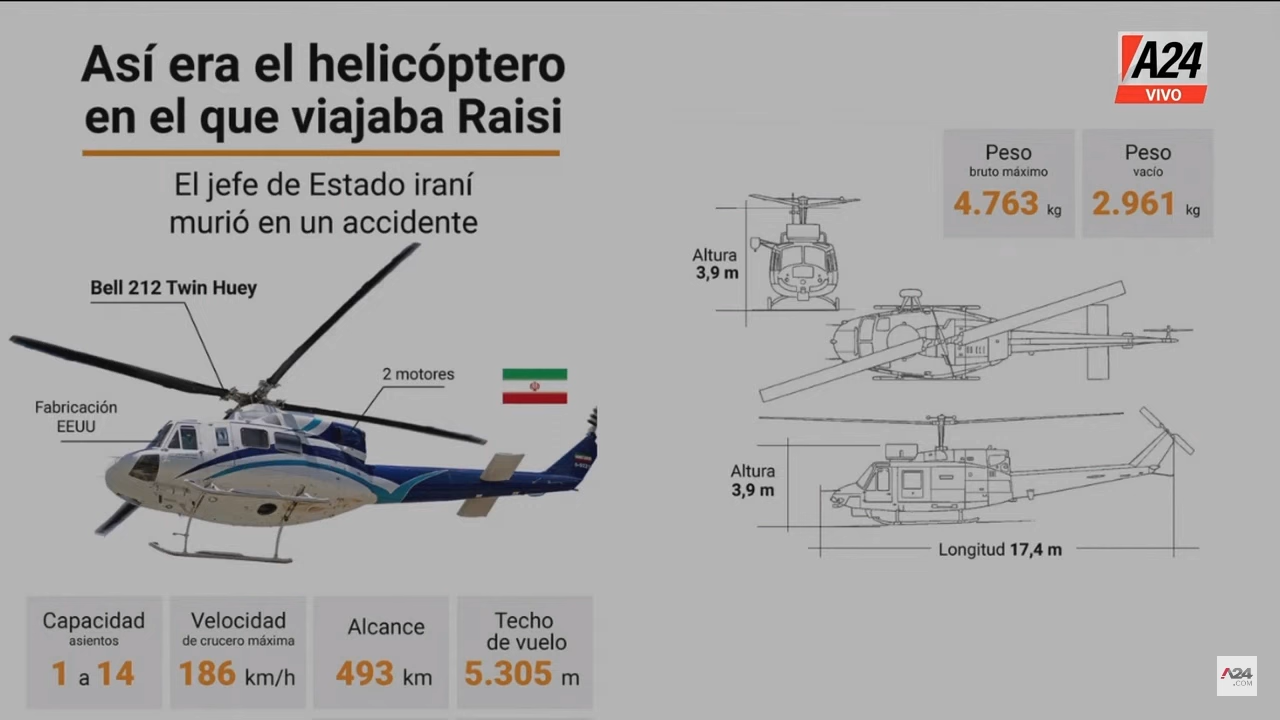 Así era el helicóptero
en el que viajaba Raisi
El jefe de Estado iraní
murió en un accidente
Bell 212 Twin Huey
2 motores
Fabricación
EEUU
Capacidad
asientos
1 a 14
Velocidad
de crucero máxima
186 km/h
Alcance
493 km
Techo
de vuelo
5.305 m
A24
VIVO
Peso
bruto máximo
4.763 kg
Peso
vacío
2.961 kg
Altura
3,9 m
Altura
3,9 m
Longitud 17,4 m
A24
.COM